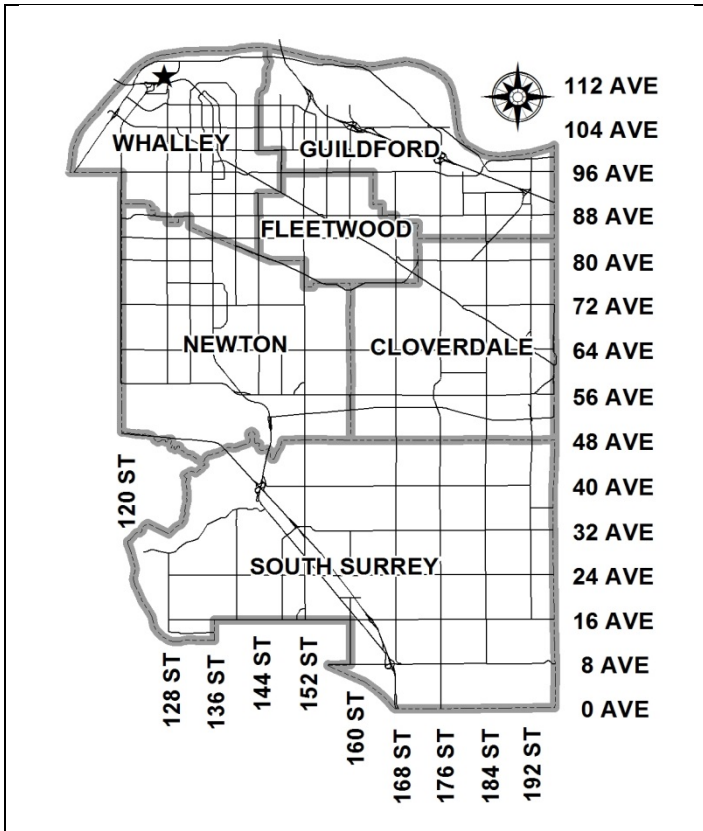 112 AVE
104 AVE
WHALLEY
GUILDFORD
96 AVE
88 AVE
FLEETWOOD
80 AVE
72 AVE
NEWTON
CLOVERDALE
64 AVE
56 AVE
48 AVE
120 ST
40 AVE
32 AVE
SOUTH SURREY
24 AVE
16 AVE
128 ST
136 ST
144 ST
152 ST
160 ST
8 AVE
0 AVE
168 ST
176 ST
184 ST
192 ST